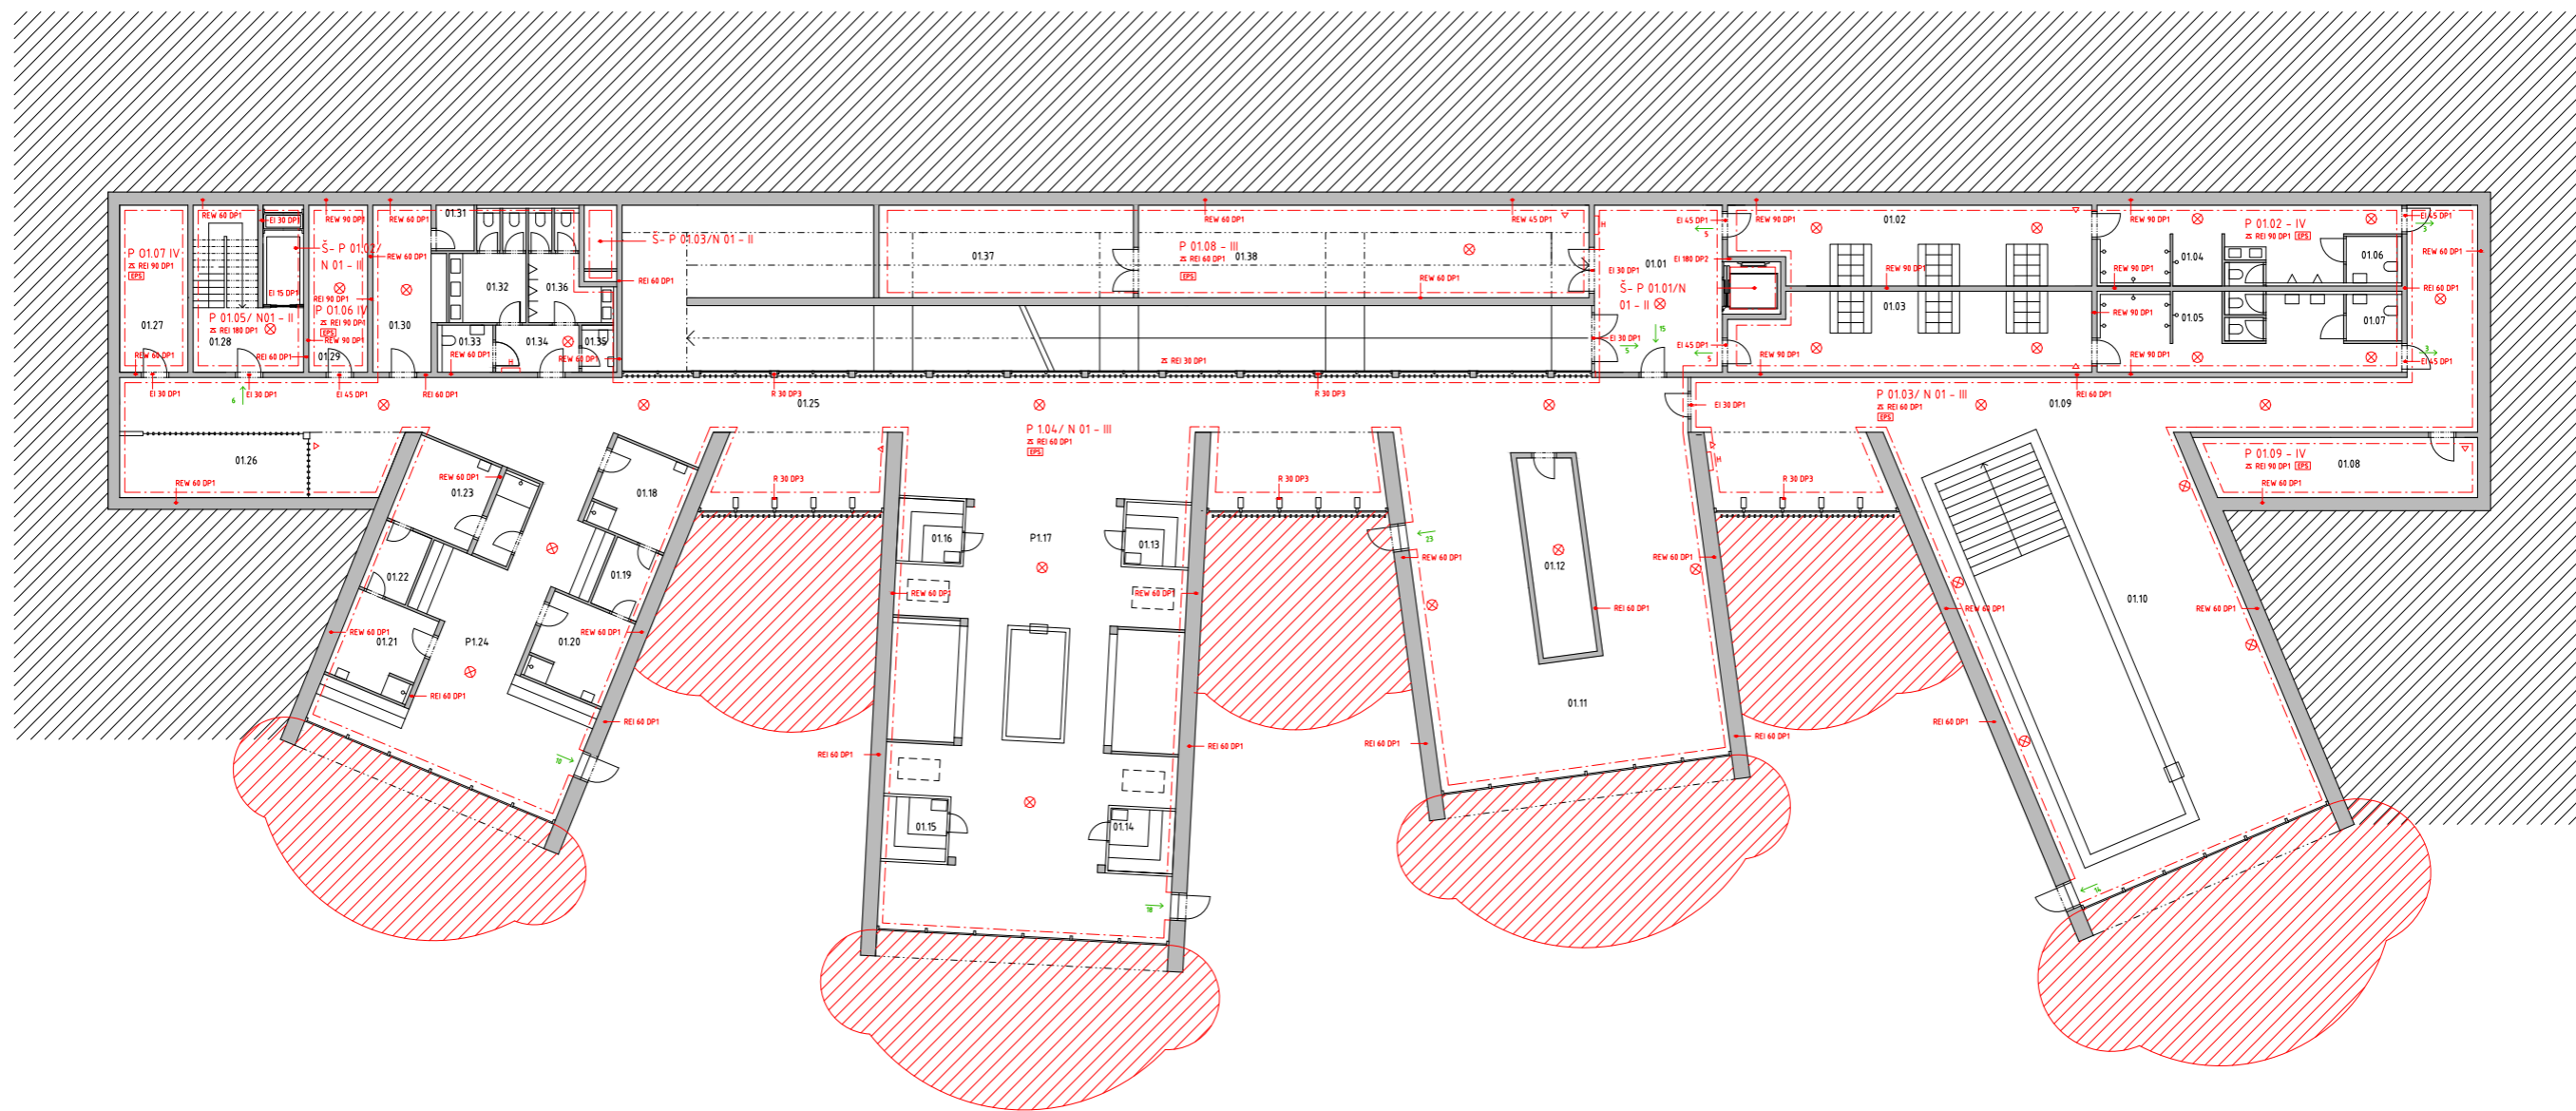 REW 60 DP1
EI 30 DP1
REW 90 DP1
REW 60 DP1
01.31
REW 60 DP1
REW 45 DP1
EI 45 DP1
5
REW 90 DP1
01.02
REW 90 DP1
P 01.02 - IV
REI 90 DP1 EPS
EI 45 DP1
3
P 01.07 IV
REI 90 DP1
EPS
Š- P 01.02/
N 01 - II
REW 60 DP1
Š- P 01.03/N 01 - II
01.37
P 01.08 - III
REI 60 DP1
01.38
EPS
H
01.01
EI 180 DP2
01.04
01.06
REW 60 DP1
EI 15 DP1
REI 90 DP1
01.32
01.36
REI 60 DP1
REW 60 DP1
EI 30 DP1
Š- P 01.01/N
01 - II
REW 90 DP1
REW 90 DP1
REI 60 DP1
P 01.05/ N01 - II
REI 180 DP1
P 01.06 IV
REI 90 DP1
EPS
01.27
01.28
01.29
01.30
01.33
01.34
01.35
01.03
REW 90 DP1
01.05
01.07
REW 90 DP1
REW 60 DP1
REI 60 DP1
REW 60 DP1
H
REW 60 DP1
REI 30 DP1
EI 30 DP1
5
15
EI 45 DP1
5
REW 90 DP1
REW 90 DP1
3
EI 45 DP1
EI 30 DP1
6
EI 30 DP1
EI 45 DP1
REI 60 DP1
R 30 DP3
01.25
R 30 DP3
EI 30 DP1
P 01.03/ N 01 - III
REI 60 DP1
EPS
01.09
REI 60 DP1
P 1.04/ N 01 - III
REI 60 DP1
EPS
01.26
REW 60 DP1
REW 60 DP1
01.23
01.18
R 30 DP3
R 30 DP3
H
R 30 DP3
P 01.09 - IV
REI 90 DP1 EPS
01.08
REW 60 DP1
01.16
P1.17
01.13
23
REW 60 DP1
01.12
REW 60 DP1
01.22
01.19
REW 60 DP1
REW 60 DP1
REI 60 DP1
REW 60 DP1
REW 60 DP1
01.10
REW 60 DP1
01.21
P1.24
01.20
REW 60 DP1
REI 60 DP1
REI 60 DP1
01.11
REI 60 DP1
REI 60 DP1
REI 60 DP1
REI 60 DP1
REI 60 DP1
01.15
01.14
14
18